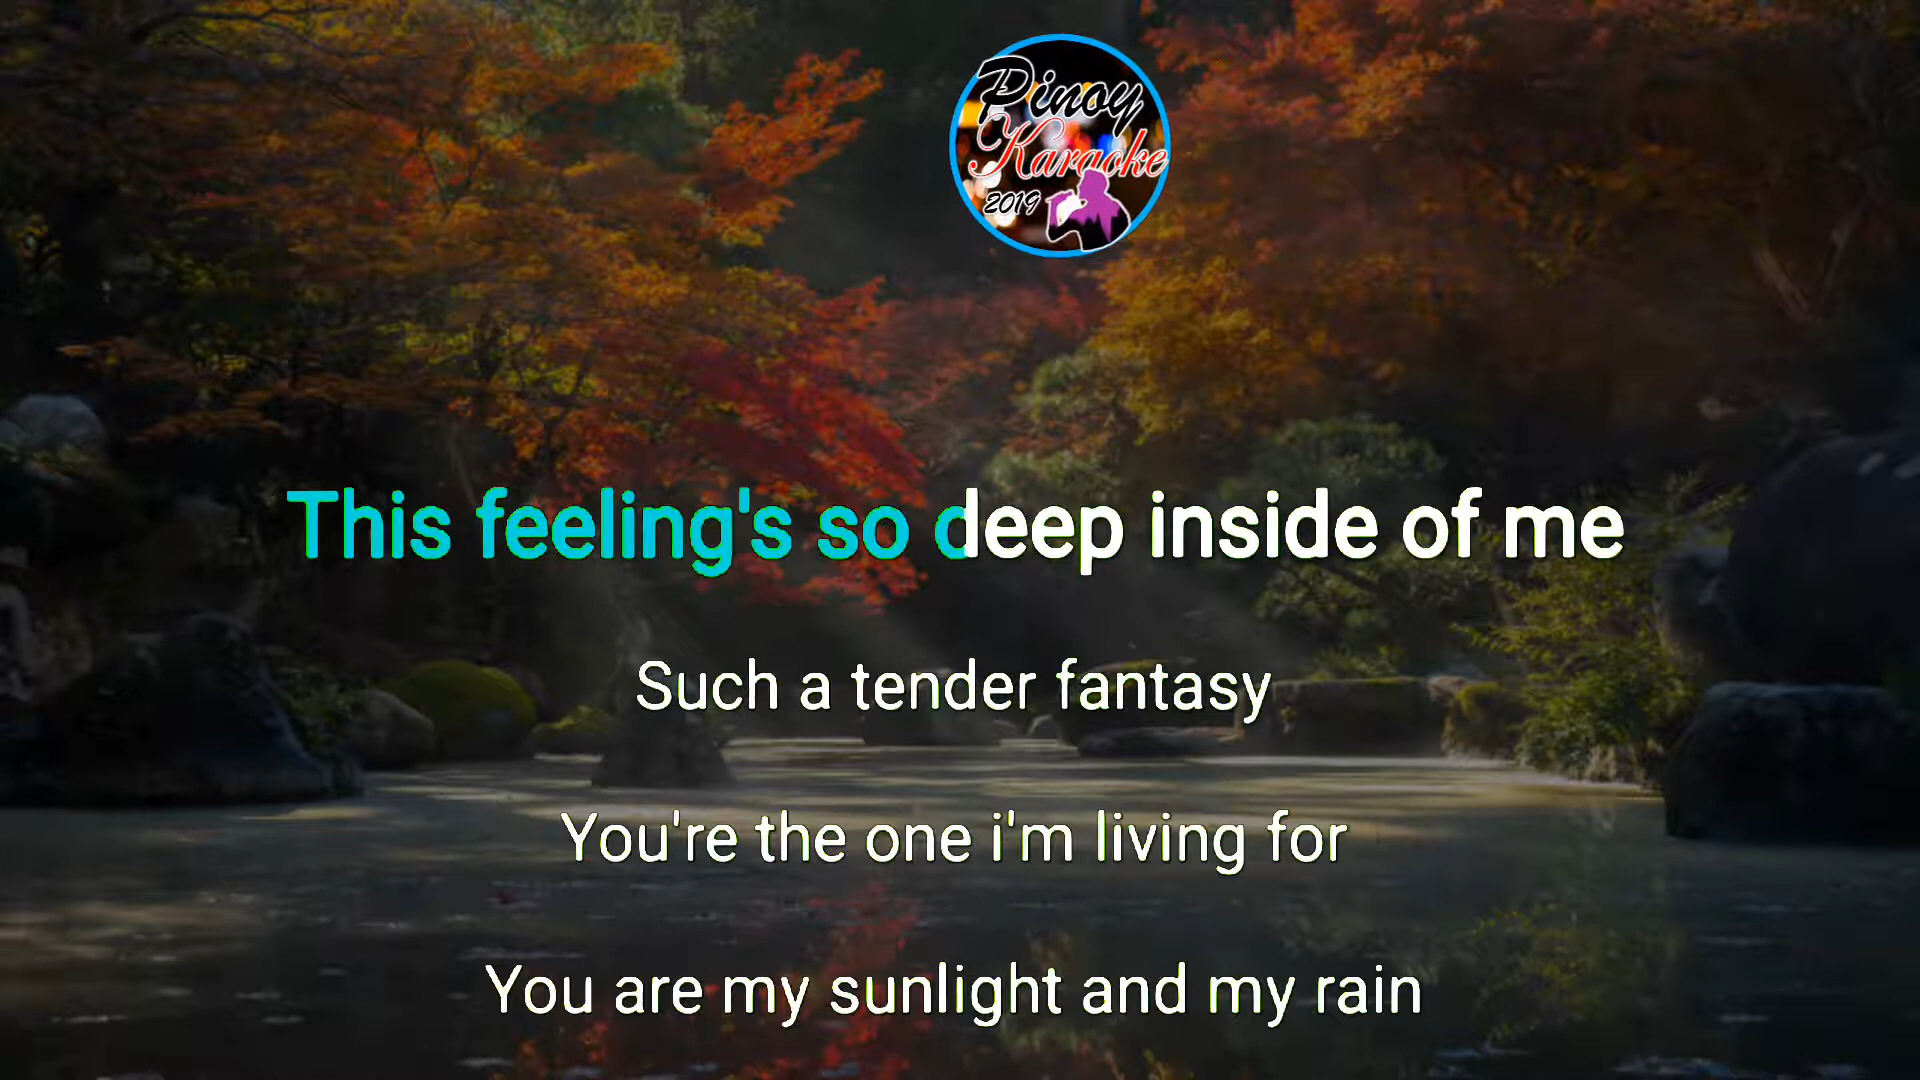 Pinoy
Karaoke
2019
This feeling's so deep inside of me
Such a tender fantasy
You're the one i'm living for
You are my sunlight and my rain